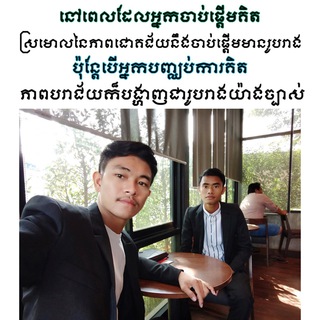 នៅពេលដែលអ្នកចាប់ផ្ដើមគិត
ស្រមោលនៃភាពជោគជ័យនឹងចាប់ផ្ដើមមានរូបរាង
ប៉ុន្តែបើអ្នកបញ្ឈប់ការគិត
ភាពបរាជ័យក៏បង្ហាញជារូបរាងយ៉ាងច្បាស់